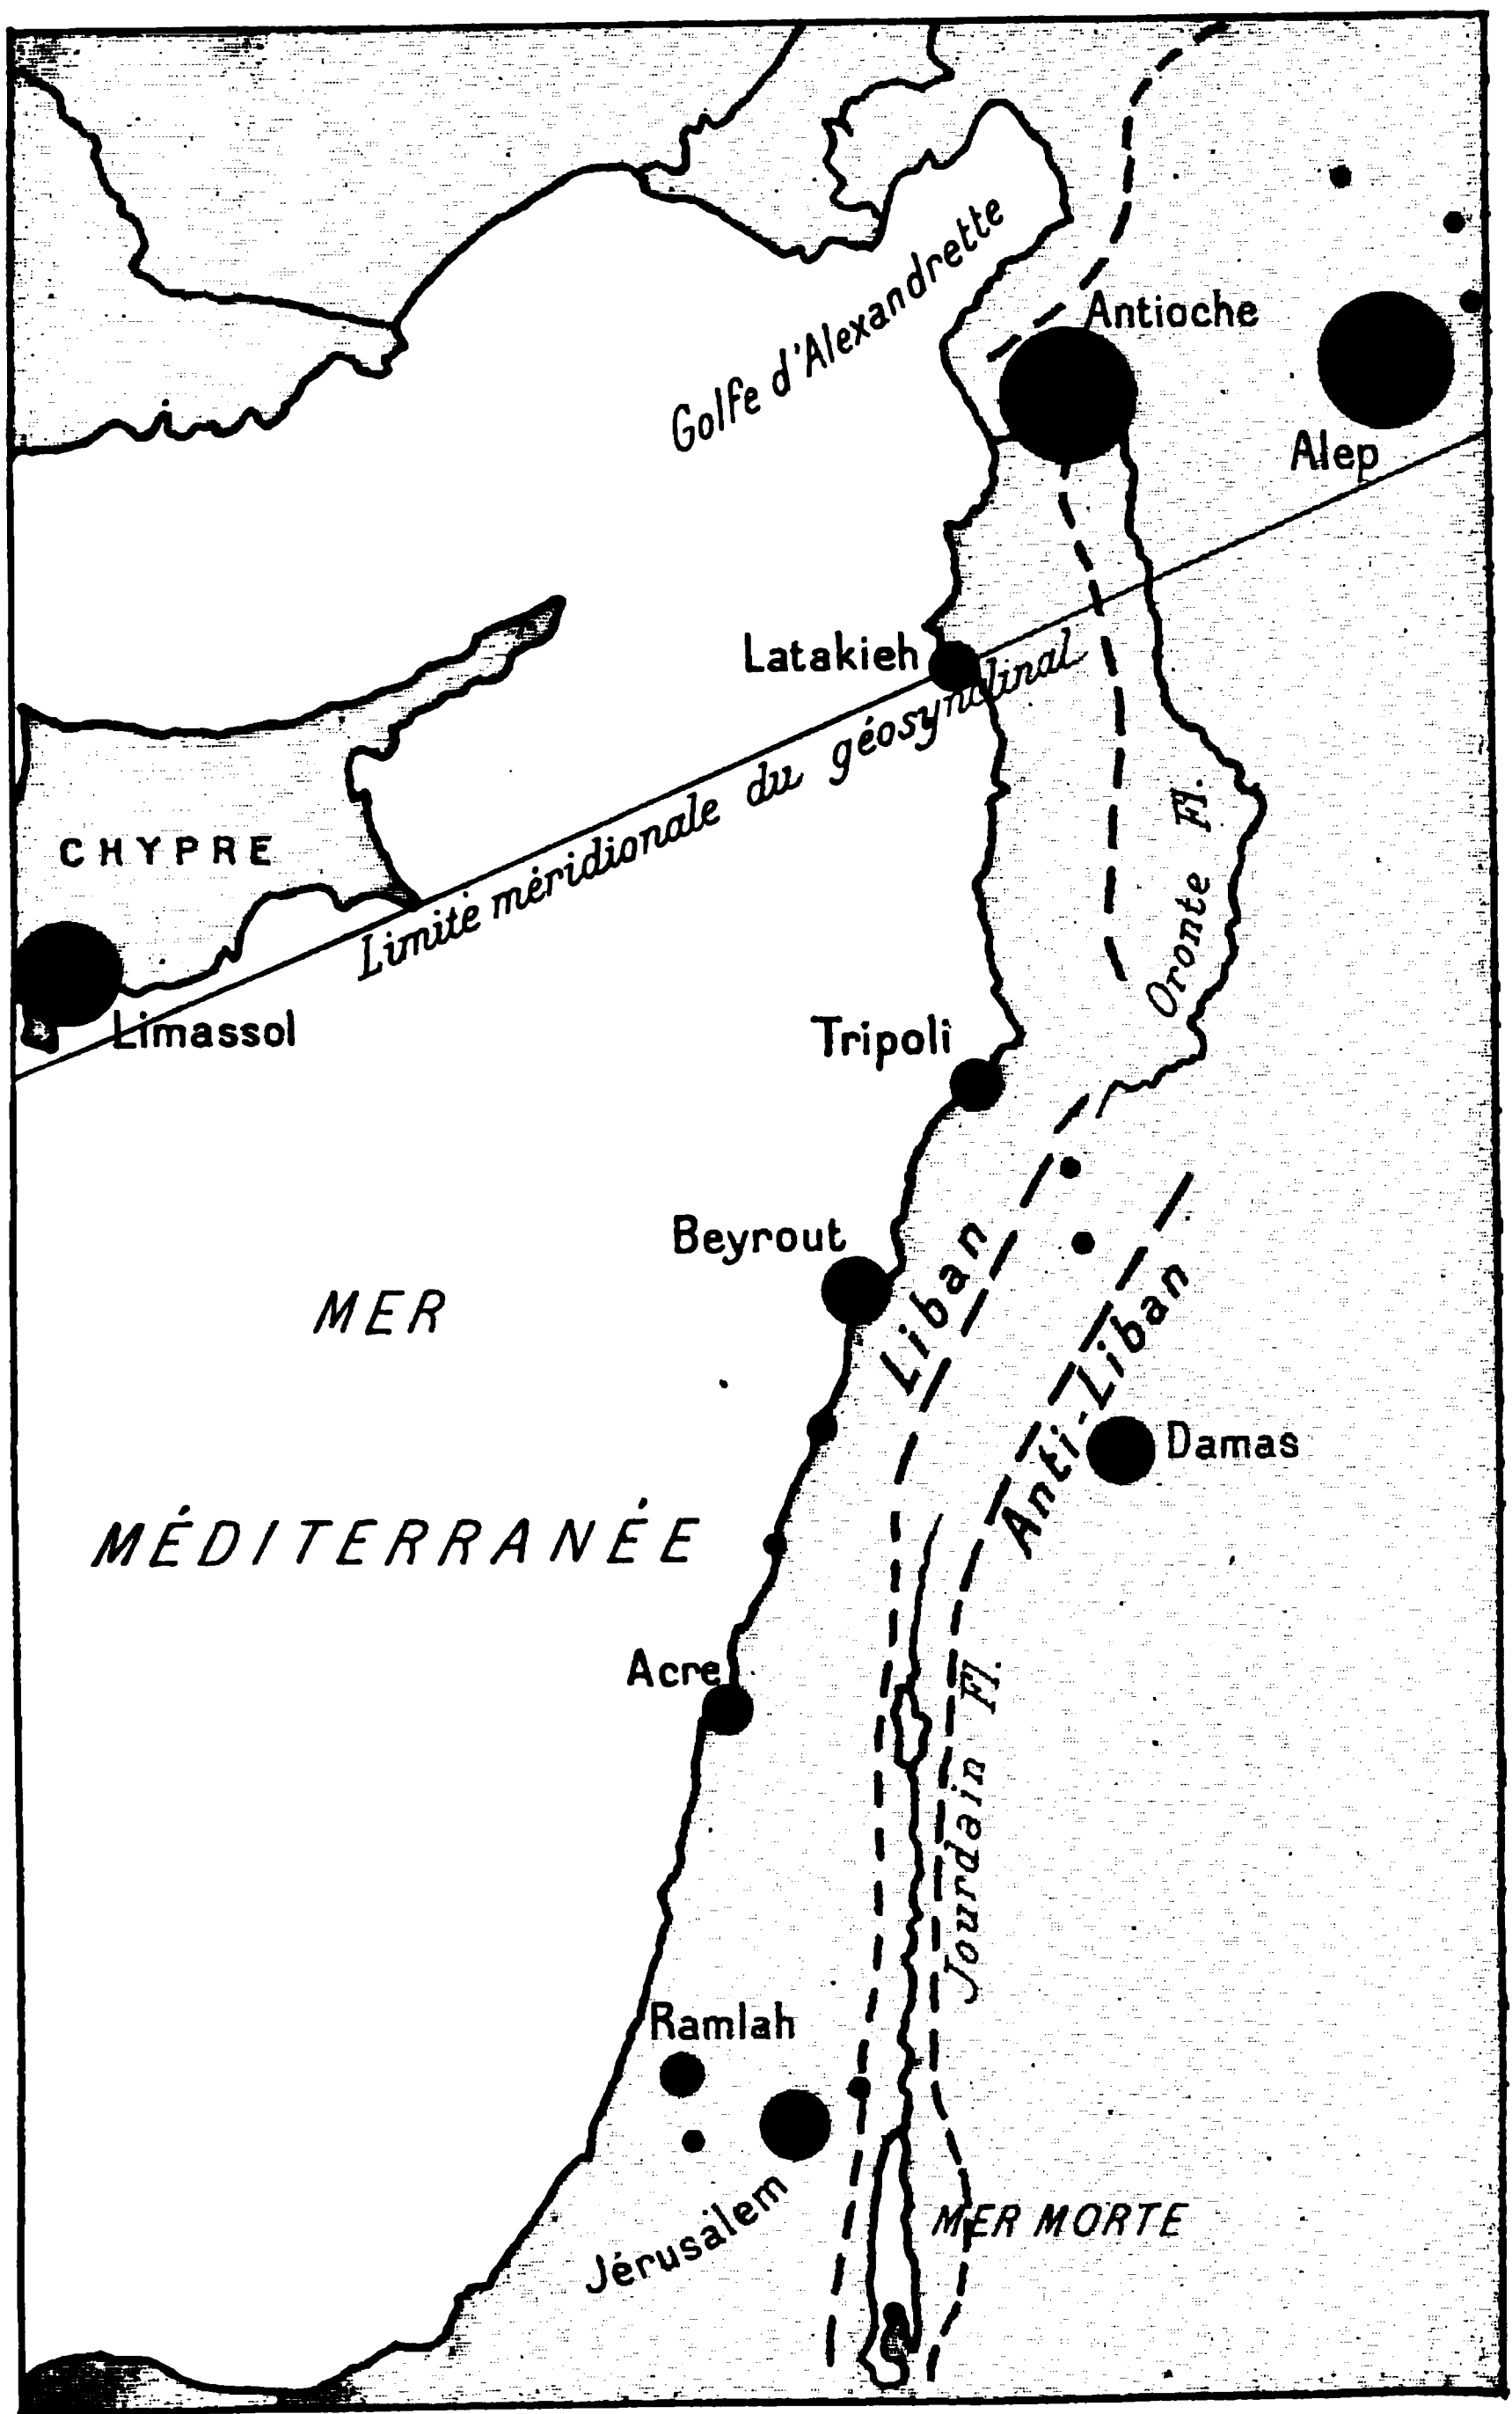 Golfe d'Alexandrette
Antioche
Alep
Latakieh
Limite méridionale du géosynclinal
CHYPRE
Oronte Fl.
Limassol
Tripoli
Beyrout
Liban
Anti-Liban
MER
MÉDITERRANÉE
Damas
Acre
Jourdain Fl.
Ramlah
Jérusalem
MER MORTE